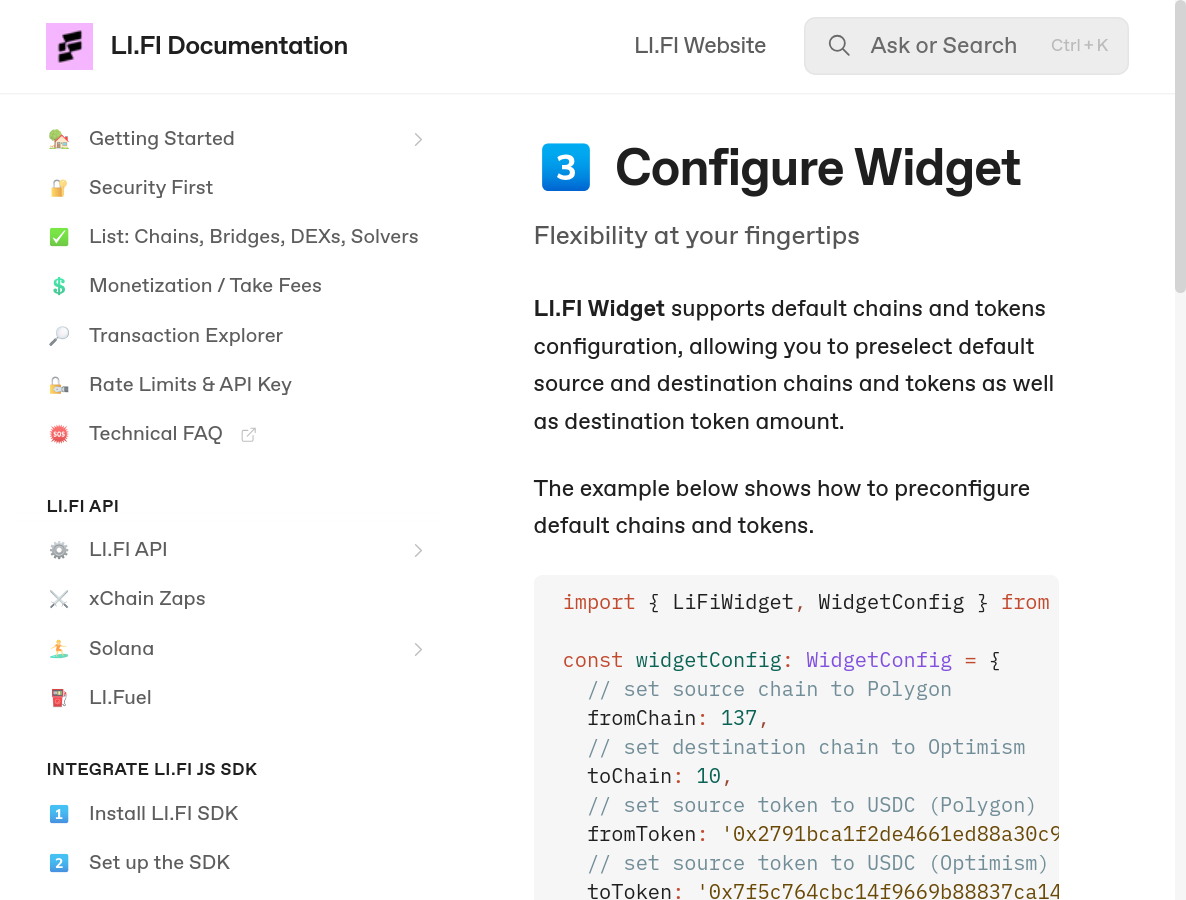 LI.FI Documentation
LI.FI Website
Ask or Search
Ctrl + K
Getting Started
Security First
List: Chains, Bridges, DEXs, Solvers
Monetization / Take Fees
Transaction Explorer
Rate Limits & API Key
Technical FAQ
LI.FI API
LI.FI API
xChain Zaps
Solana
LI.Fuel
INTEGRATE LI.FI JS SDK
1 Install LI.FI SDK
2 Set up the SDK
3 Configure Widget
Flexibility at your fingertips
LI.FI Widget supports default chains and tokens
configuration, allowing you to preselect default
source and destination chains and tokens as well
as destination token amount.
The example below shows how to preconfigure
default chains and tokens.
import { LiFiWidget, WidgetConfig } from
const widgetConfig: WidgetConfig = {
// set source chain to Polygon
fromChain: 137,
// set destination chain to Optimism
toChain: 10,
// set source token to USDC (Polygon)
fromToken: '0x2791bca1f2de4661ed88a30c9
// set source token to USDC (Optimism)
toToken: '0x7f5c764cbc14f9669b88837ca14